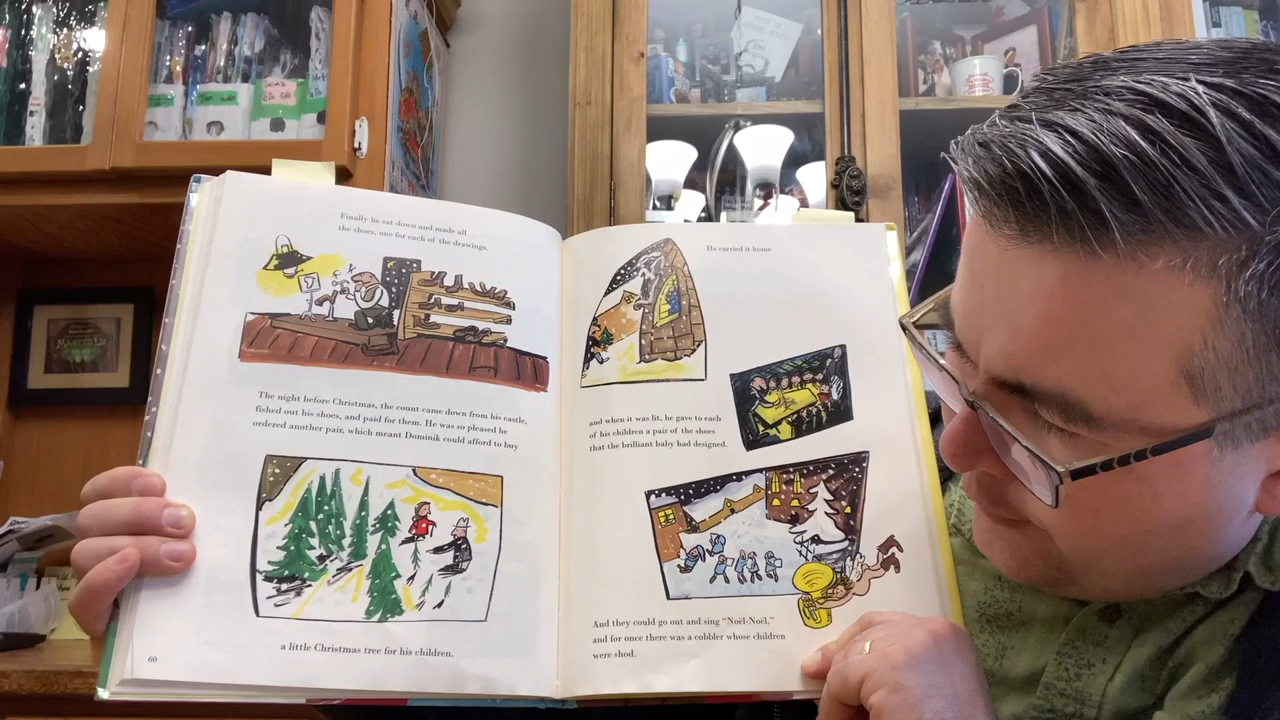 Finally he sat down and made all
the shoes, one for each of the drawings.
The night before Christmas, the count came down from his castle,
fished out his shoes, and paid for them. He was so pleased he
ordered another pair, which meant Dominik could afford to buy
a little Christmas tree for his children.
60
He carried it home
and when it was lit, he gave to each
of his children a pair of the shoes
that the brilliant baby had designed.
And they could go out and sing “Noël-Noël,”
and for once there was a cobbler whose children
were shod.